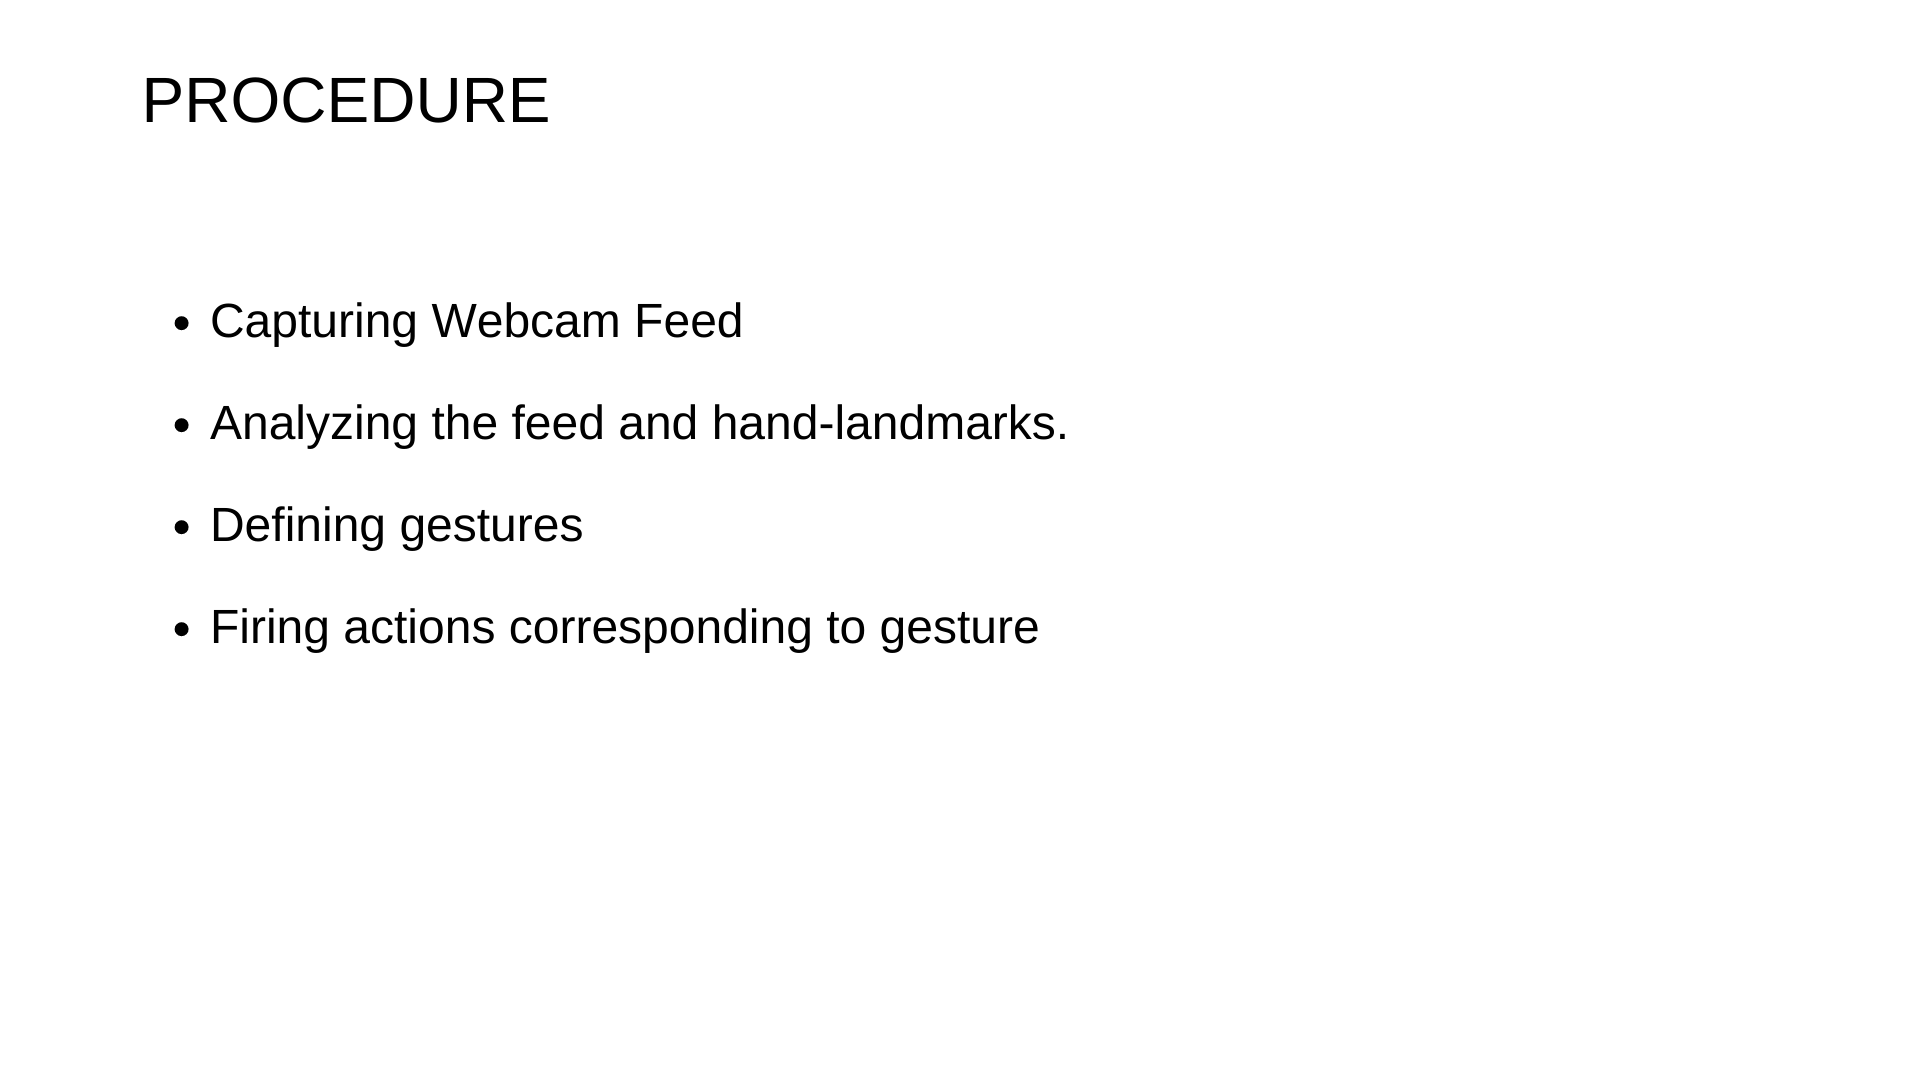 PROCEDURE
• Capturing Webcam Feed
• Analyzing the feed and hand-landmarks.
• Defining gestures
• Firing actions corresponding to gesture